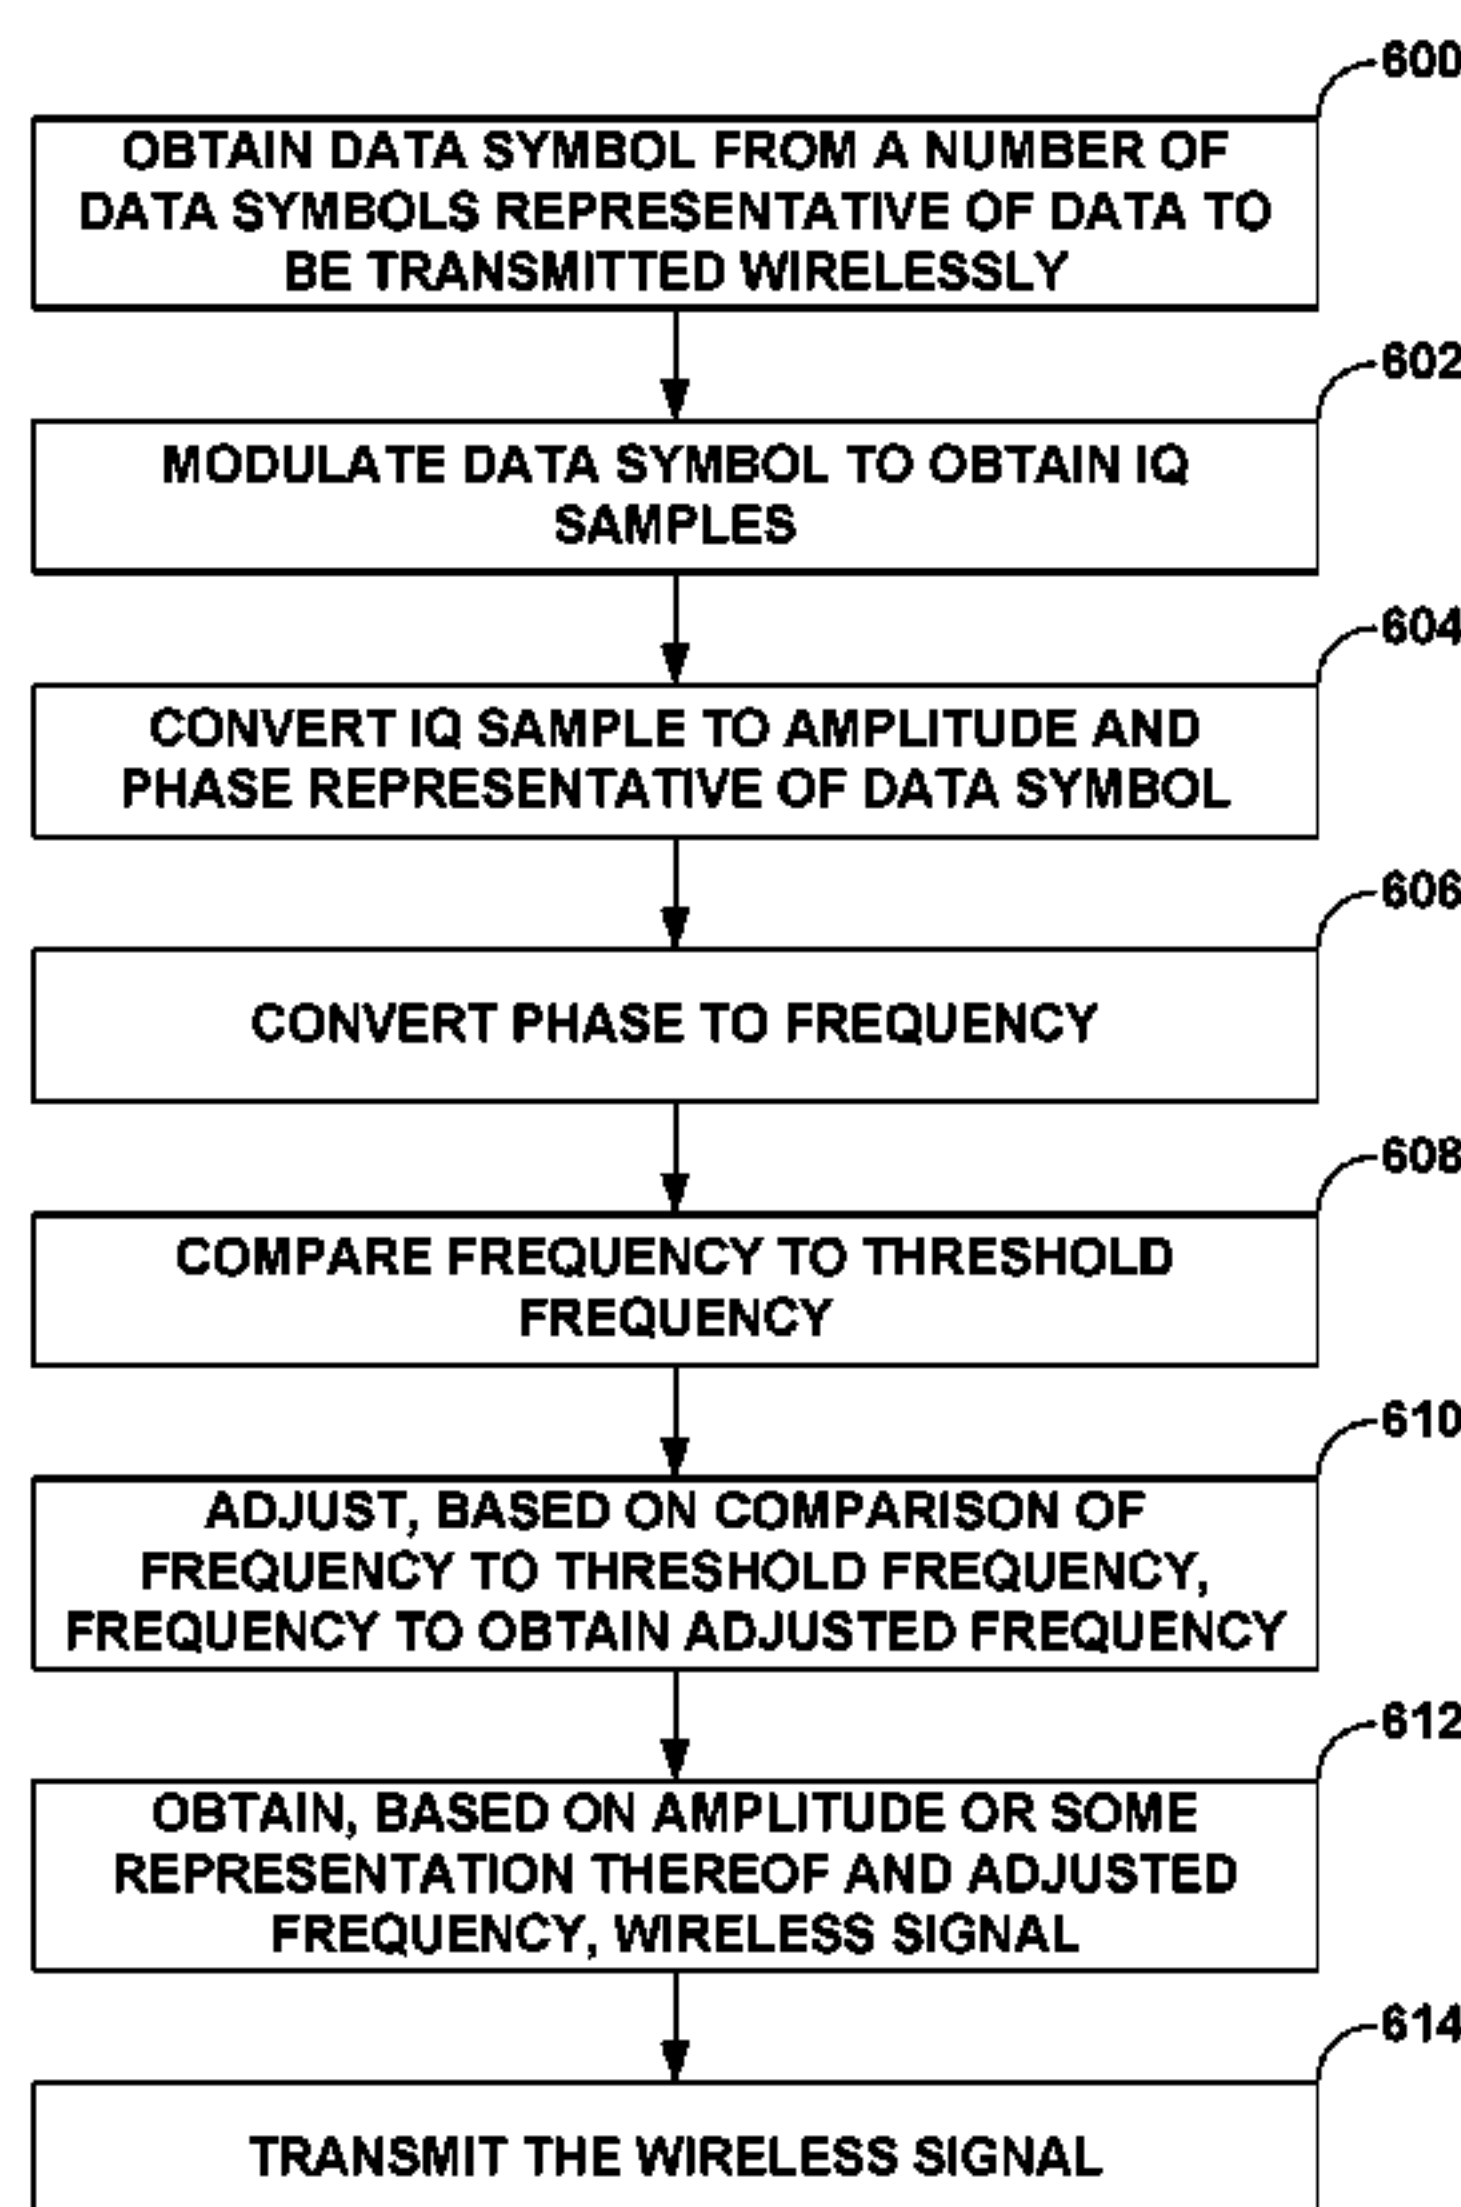 600
OBTAIN DATA SYMBOL FROM A NUMBER OF
DATA SYMBOLS REPRESENTATIVE OF DATA TO
BE TRANSMITTED WIRELESSLY
602
MODULATE DATA SYMBOL TO OBTAIN IQ
SAMPLES
604
CONVERT IQ SAMPLE TO AMPLITUDE AND
PHASE REPRESENTATIVE OF DATA SYMBOL
606
CONVERT PHASE TO FREQUENCY
608
COMPARE FREQUENCY TO THRESHOLD
FREQUENCY
610
ADJUST, BASED ON COMPARISON OF
FREQUENCY TO THRESHOLD FREQUENCY,
FREQUENCY TO OBTAIN ADJUSTED FREQUENCY
612
OBTAIN, BASED ON AMPLITUDE OR SOME
REPRESENTATION THEREOF AND ADJUSTED
FREQUENCY, WIRELESS SIGNAL
614
TRANSMIT THE WIRELESS SIGNAL